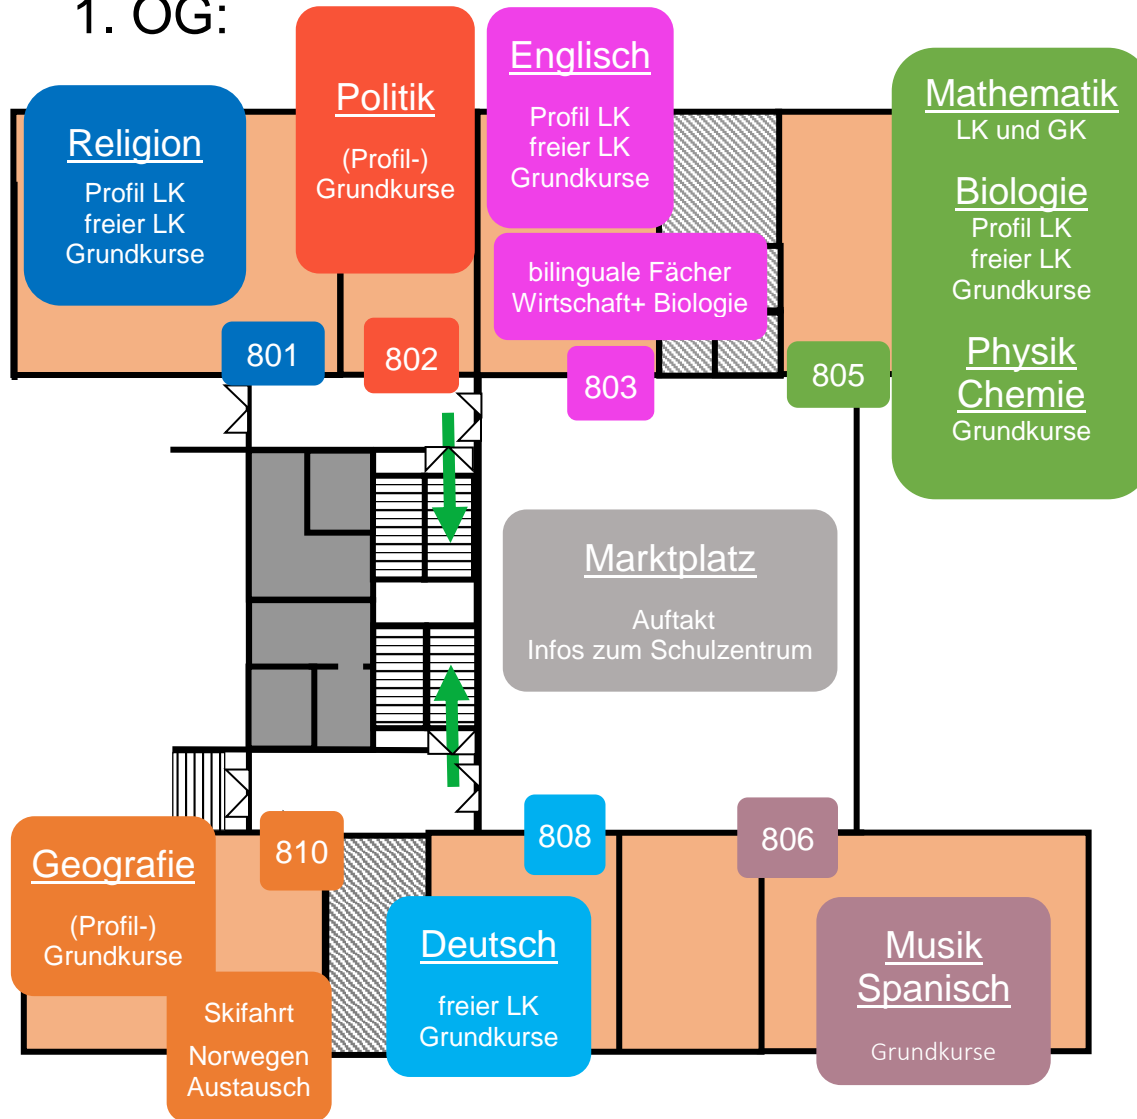 1. OG:
Religion
Profil LK
freier LK
Grundkurse
801
Politik
(Profil-)
Grundkurse
802
Englisch
Profil LK
freier LK
Grundkurse
bilinguale Fächer
Wirtschaft+ Biologie
803
Mathematik
LK und GK
Biologie
Profil LK
freier LK
Grundkurse
Physik
Chemie
Grundkurse
805
Marktplatz
Auftakt
Infos zum Schulzentrum
Geografie
(Profil-)
Grundkurse
810
Skifahrt
Norwegen
Austausch
808
Deutsch
freier LK
Grundkurse
806
Musik
Spanisch
Grundkurse